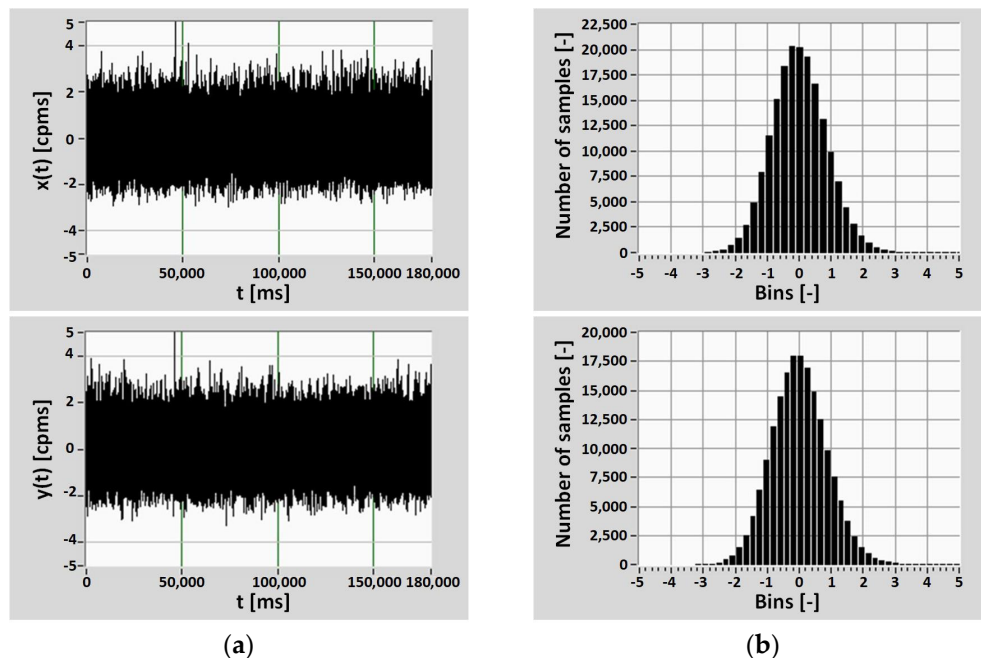 5
4
2
0
-2
-4
-5
x(t) [cpms]
0 50,000 100,000 150,000 180,000
t [ms]
22,500
20,000
17,500
15,000
12,500
10,000
7,500
5,000
2,500
0
Number of samples [-]
-5 -4 -3 -2 -1 0 1 2 3 4 5
Bins [-]
5
4
2
0
-2
-4
-5
y(t) [cpms]
0 50,000 100,000 150,000 180,000
t [ms]
20,000
17,500
15,000
12,500
10,000
7,500
5,000
2,500
0
Number of samples [-]
-5 -4 -3 -2 -1 0 1 2 3 4 5
Bins [-]
(a)
(b)